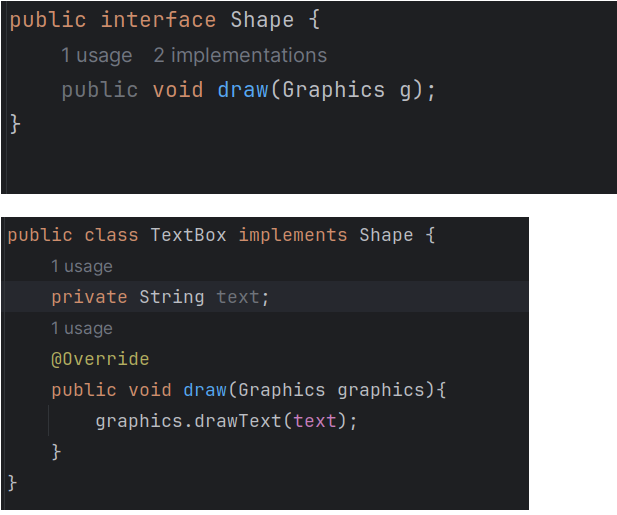 public interface Shape {
1 usage 2 implementations
public void draw(Graphics g);
}
public class TextBox implements Shape {
1 usage
private String text;
1 usage
@Override
public void draw(Graphics graphics){
graphics.drawText(text);
}
}